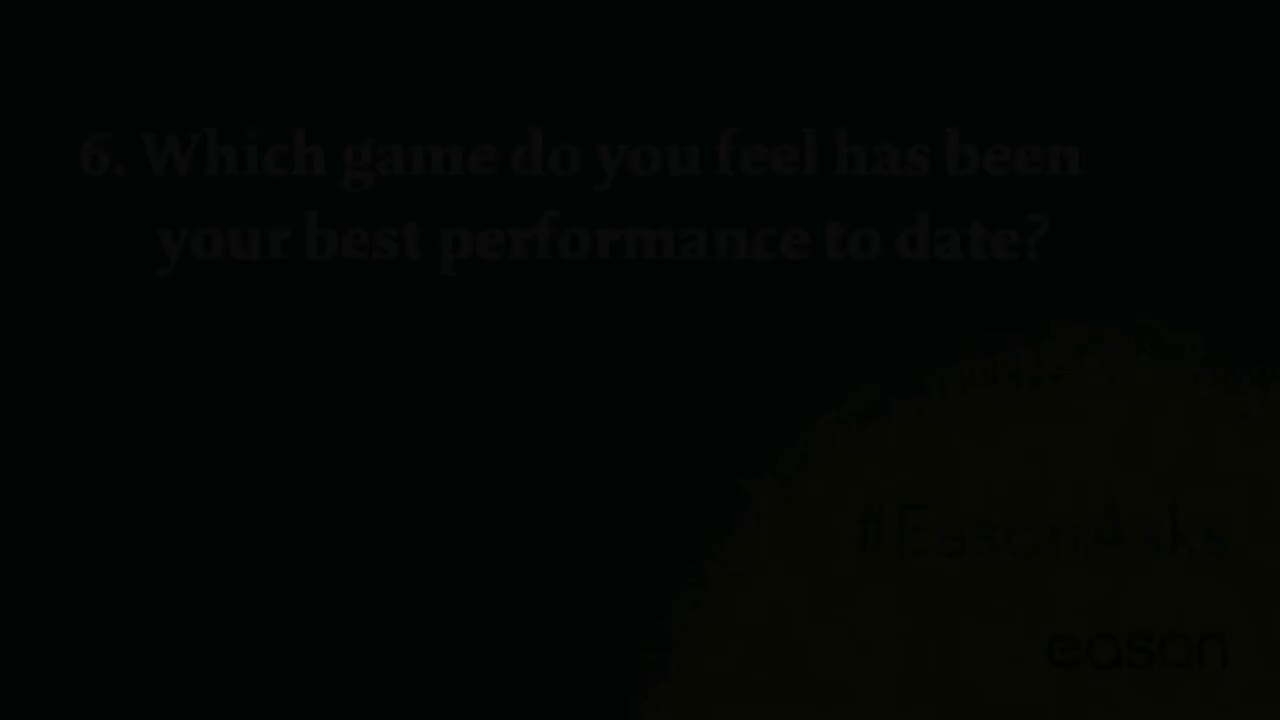 6. Which game do you feel has been
your best performance to date?
#EasonAsks
eason